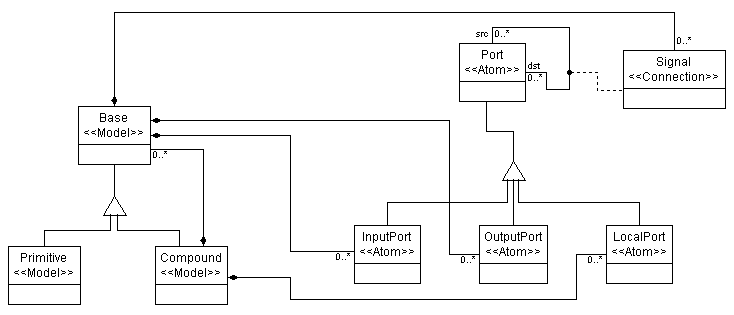 src
0..*
0..*
Port
<<Atom>>
dst
0..*
Signal
<<Connection>>
Base
<<Model>>
0..*
Primitive
<<Model>>
Compound
<<Model>>
InputPort
<<Atom>>
0..*
OutputPort
<<Atom>>
0..*
LocalPort
<<Atom>>
0..*